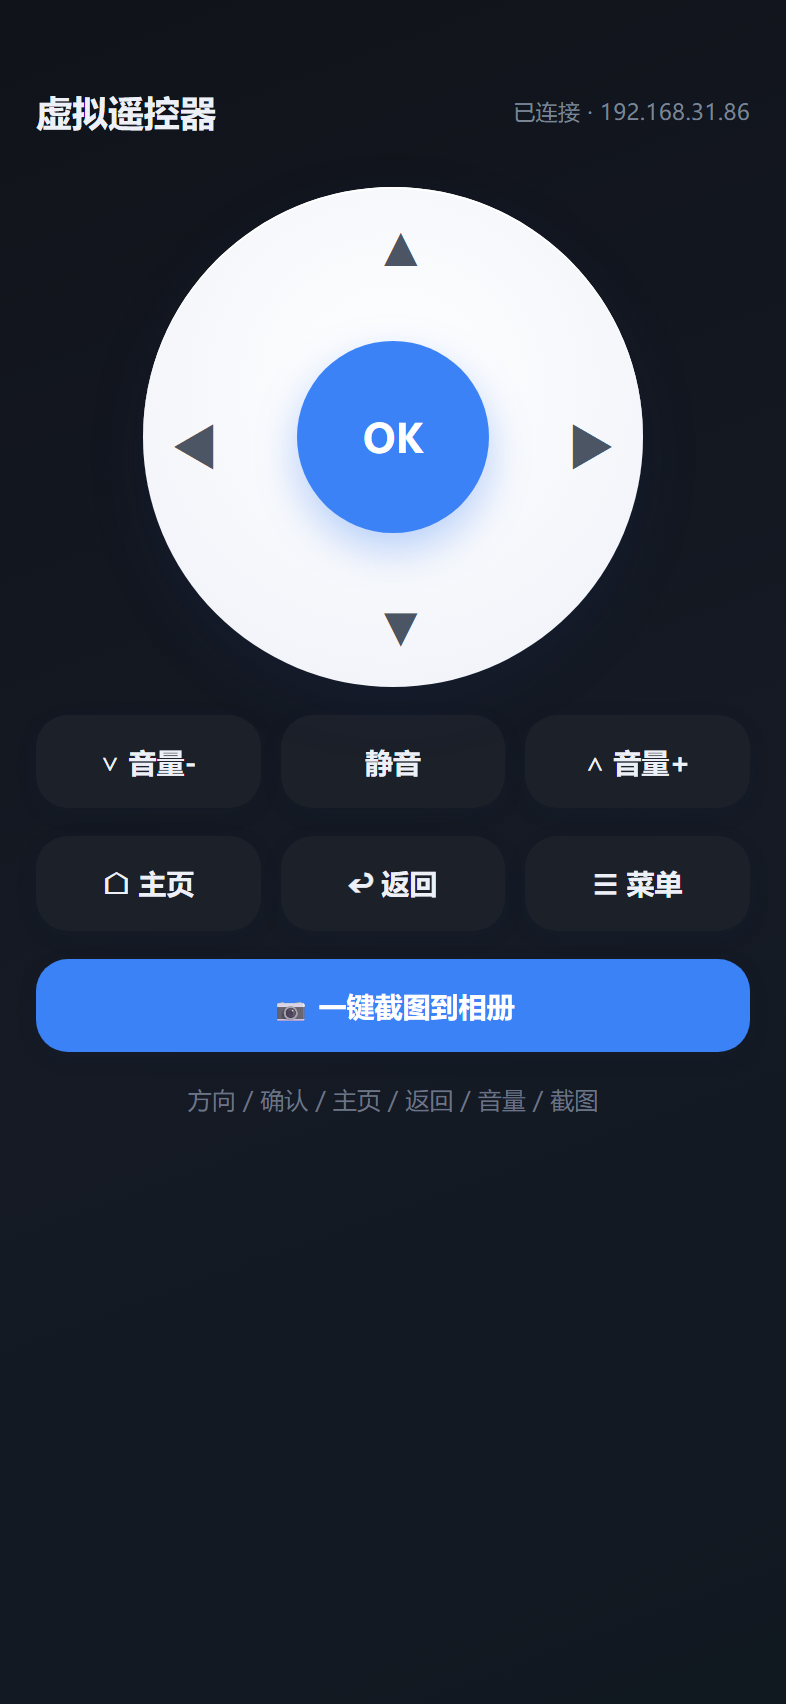 虚拟遥控器 已连接 · 192.168.31.86
▲
◀ OK ▶
▼
˅ 音量- 静音 ˄ 音量+
☖ 主页 ↩ 返回 ☰ 菜单
📷 一键截图到相册
方向 / 确认 / 主页 / 返回 / 音量 / 截图